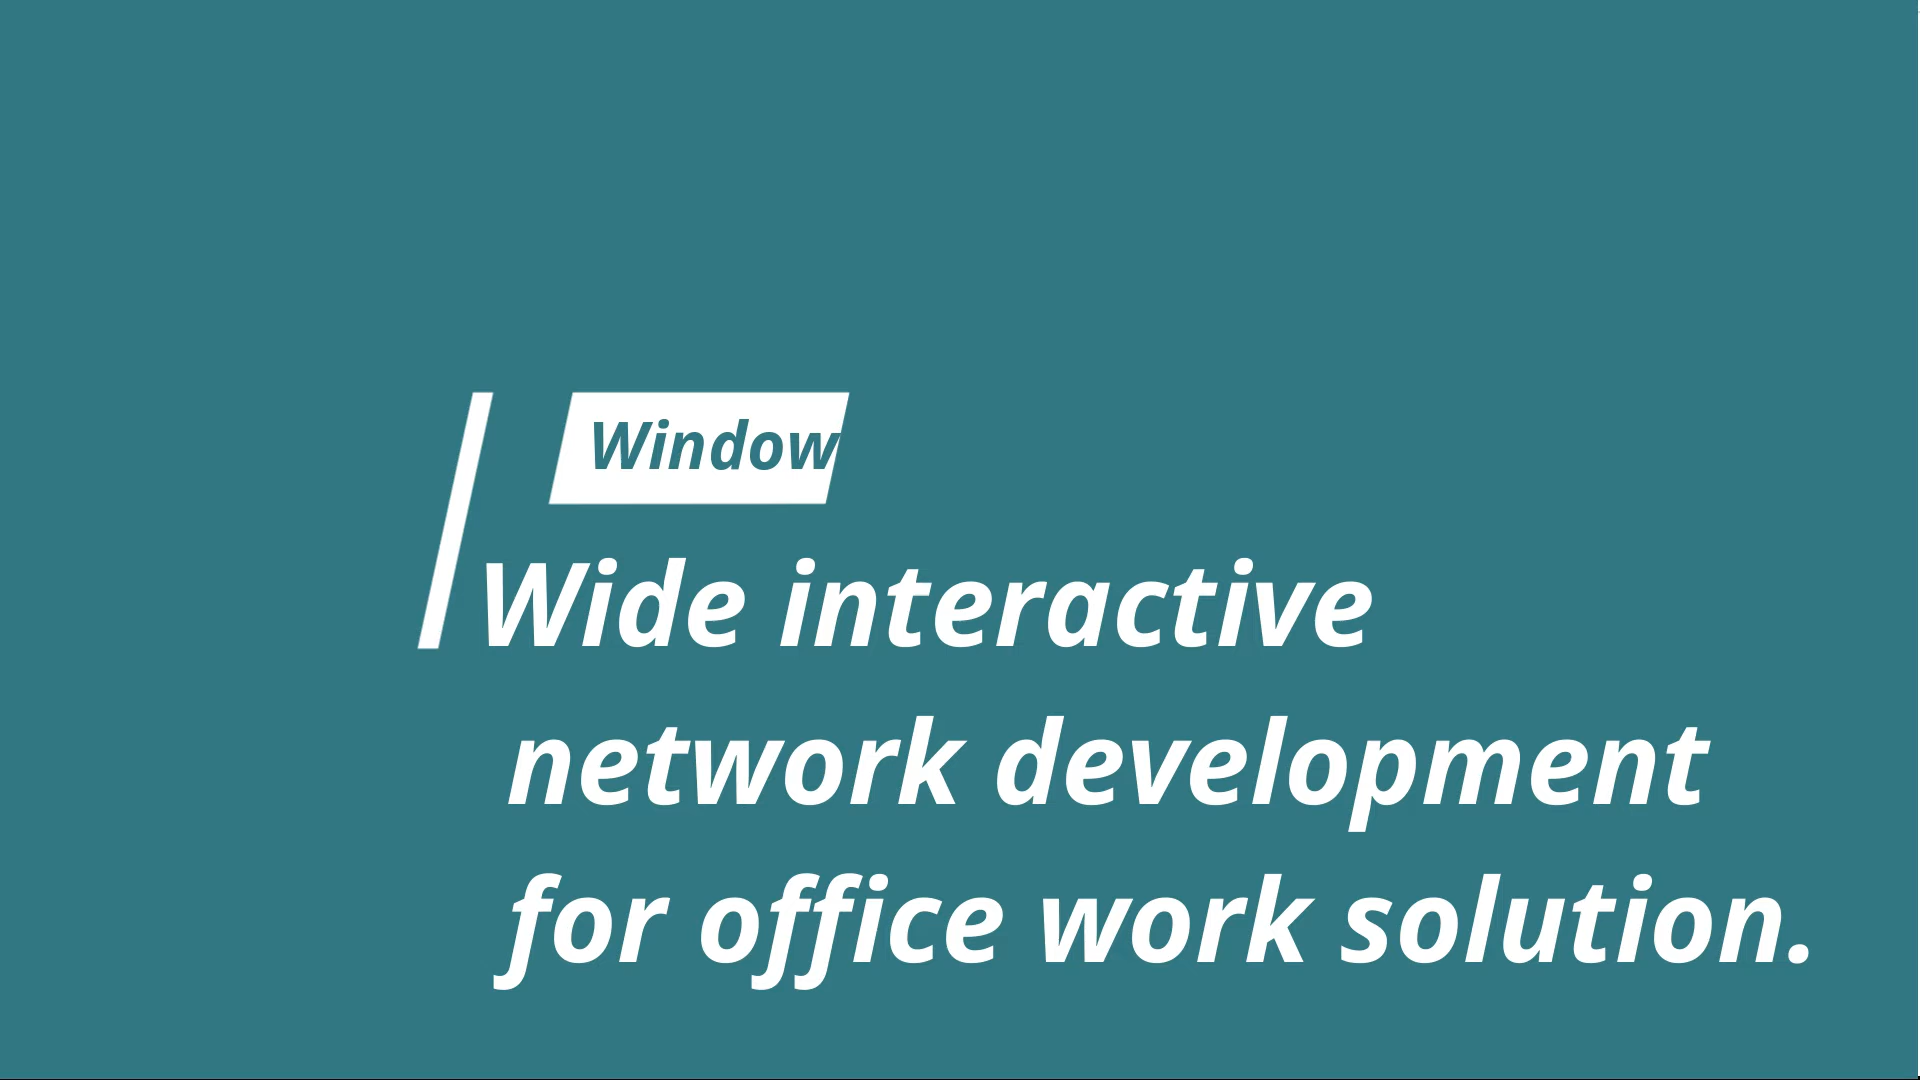 Window
Wide interactive
network development
for office work solution.